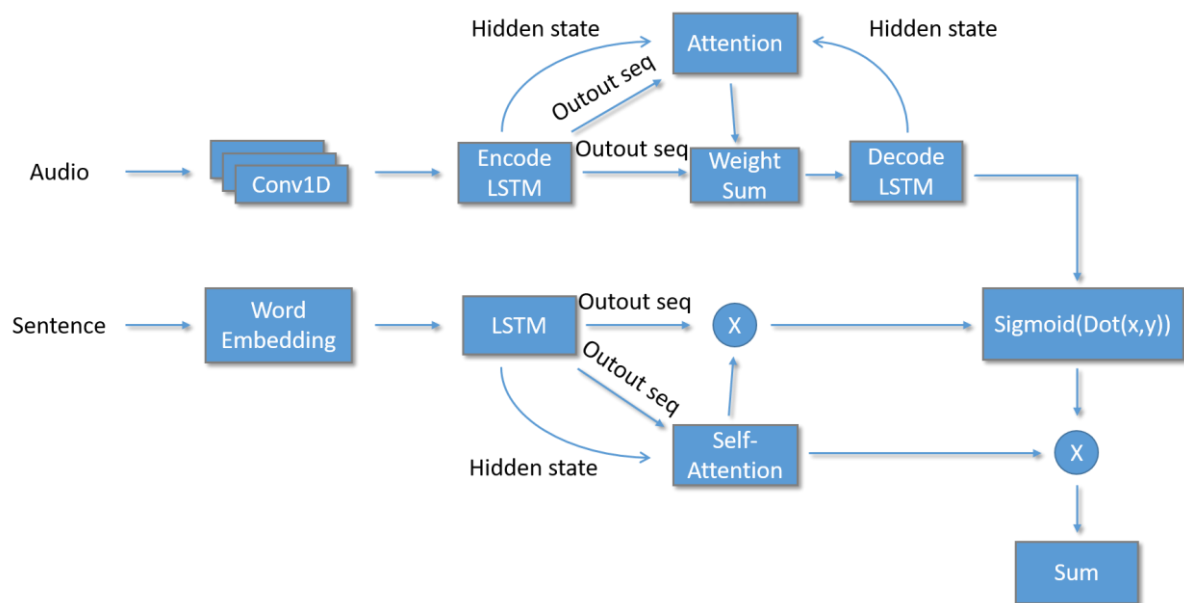 Hidden state
Attention
Hidden state
Outout seq
Audio
Conv1D
Encode
LSTM
Outout seq
Weight
Sum
Decode
LSTM
Sentence
Word
Embedding
LSTM
Outout seq
X
Sigmoid(Dot(x,y))
Outout seq
Hidden state
Self-
Attention
X
Sum